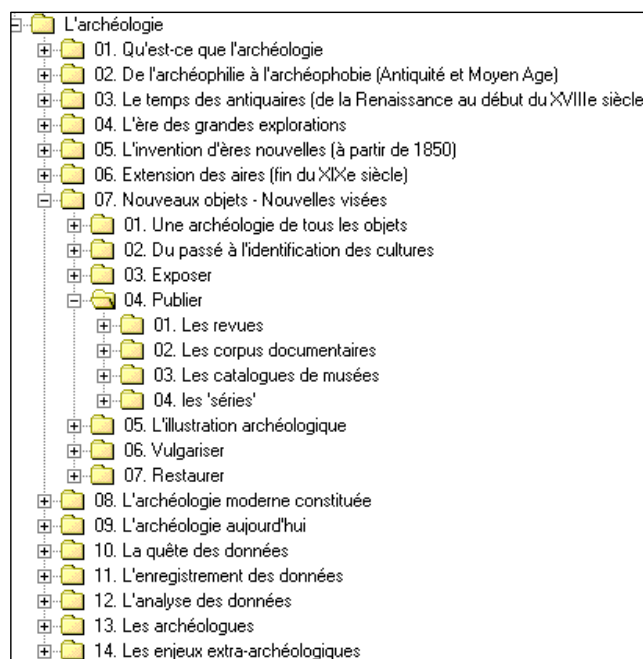 L'archéologie
01. Qu'est-ce que l'archéologie
02. De l'archéophilie à l'archéophobie (Antiquité et Moyen Age)
03. Le temps des antiquaires (de la Renaissance au début du XVIIIe siècle
04. L'ère des grandes explorations
05. L'invention d'ères nouvelles (à partir de 1850)
06. Extension des aires (fin du XIXe siècle)
07. Nouveaux objets - Nouvelles visées
01. Une archéologie de tous les objets
02. Du passé à l'identification des cultures
03. Exposer
04. Publier
01. Les revues
02. Les corpus documentaires
03. Les catalogues de musées
04. les 'séries'
05. L'illustration archéologique
06. Vulgariser
07. Restaurer
08. L'archéologie moderne constituée
09. L'archéologie aujourd'hui
10. La quête des données
11. L'enregistrement des données
12. L'analyse des données
13. Les archéologues
14. Les enjeux extra-archéologiques